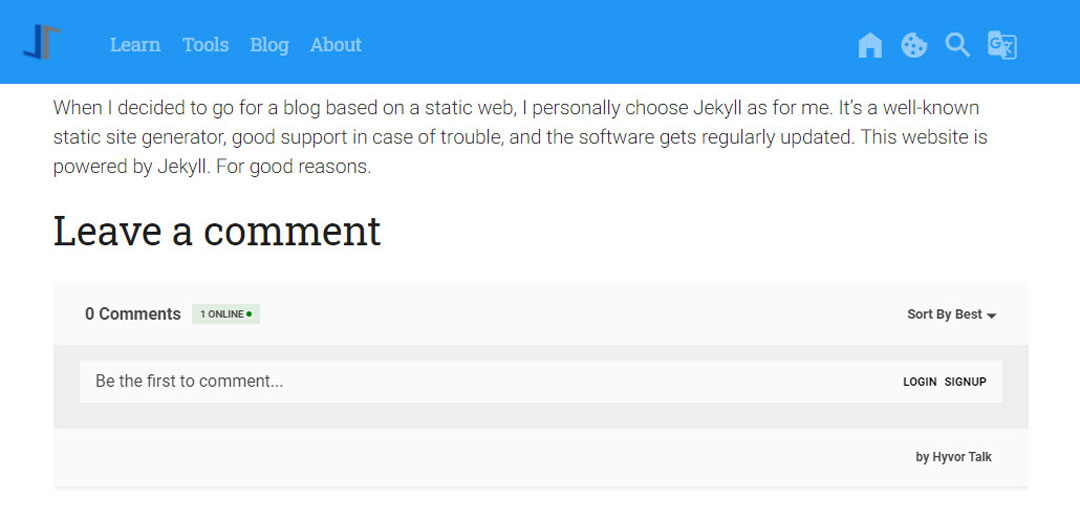 Learn Tools Blog About
When I decided to go for a blog based on a static web, I personally choose Jekyll as for me. It’s a well-known
static site generator, good support in case of trouble, and the software gets regularly updated. This website is
powered by Jekyll. For good reasons.
Leave a comment
0 Comments 1 ONLINE Sort By Best
Be the first to comment... LOGIN SIGNUP
by Hyvor Talk